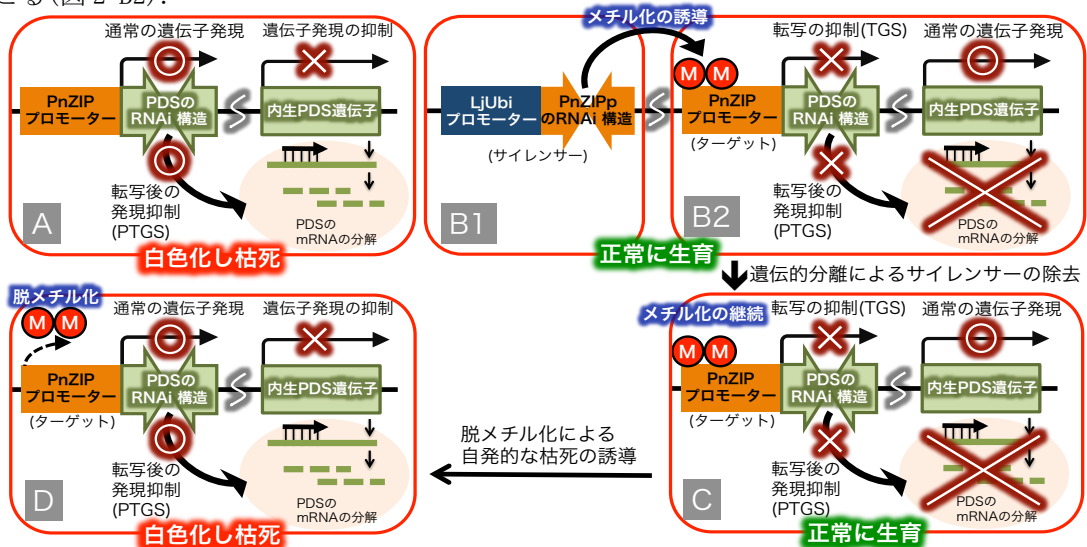 とる(図 2 B2).
通常の遺伝子発現
遺伝子発現の抑制
PnZIP
プロモーター
PDSの
RNAi 構造
内生PDS遺伝子
転写後の
発現抑制
(PTGS)
PDSの
mRNAの分解
A
白色化し枯死
メチル化の誘導
LjUbi
プロモーター
PnZIPp
のRNAi 構造
(サイレンサー)
B1
転写の抑制(TGS)
通常の遺伝子発現
M M
PnZIP
プロモーター
(ターゲット)
PDSの
RNAi 構造
内生PDS遺伝子
転写後の
発現抑制
(PTGS)
PDSの
mRNAの分解
B2
正常に生育
遺伝的分離によるサイレンサーの除去
メチル化の継続
転写の抑制(TGS)
通常の遺伝子発現
M M
PnZIP
プロモーター
(ターゲット)
PDSの
RNAi 構造
内生PDS遺伝子
転写後の
発現抑制
(PTGS)
PDSの
mRNAの分解
C
正常に生育
脱メチル化による
自発的な枯死の誘導
脱メチル化
M M
通常の遺伝子発現
遺伝子発現の抑制
PnZIP
プロモーター
(ターゲット)
PDSの
RNAi 構造
内生PDS遺伝子
転写後の
発現抑制
(PTGS)
PDSの
mRNAの分解
D
白色化し枯死